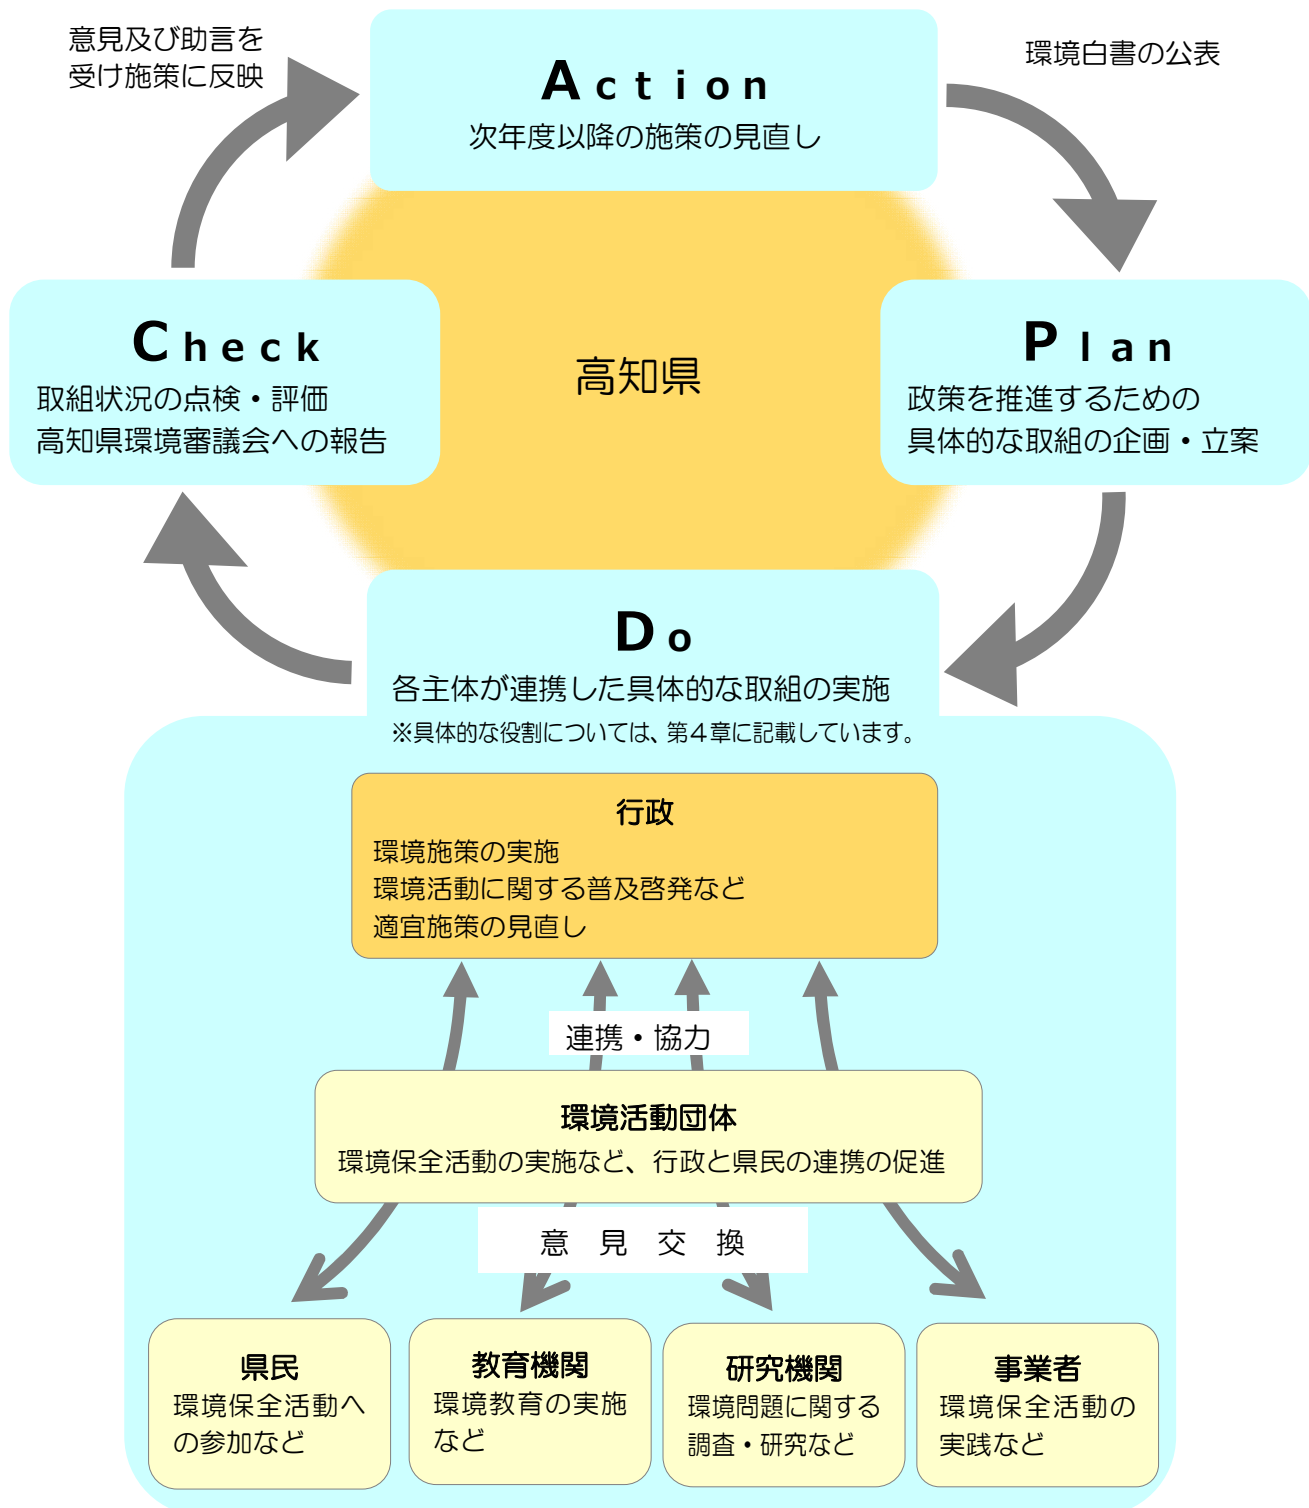 意見及び助言を
受け施策に反映
Action
次年度以降の施策の見直し
環境白書の公表
Check
取組状況の点検・評価
高知県環境審議会への報告
高知県
Plan
政策を推進するための
具体的な取組の企画・立案
Do
各主体が連携した具体的な取組の実施
※具体的な役割については、第４章に記載しています。
行政
環境施策の実施
環境活動に関する普及啓発など
適宜施策の見直し
連携・協力
環境活動団体
環境保全活動の実施など、行政と県民の連携の促進
意　見　交　換
県民
環境保全活動へ
の参加など
教育機関
環境教育の実施
など
研究機関
環境問題に関する
調査・研究など
事業者
環境保全活動の
実践など